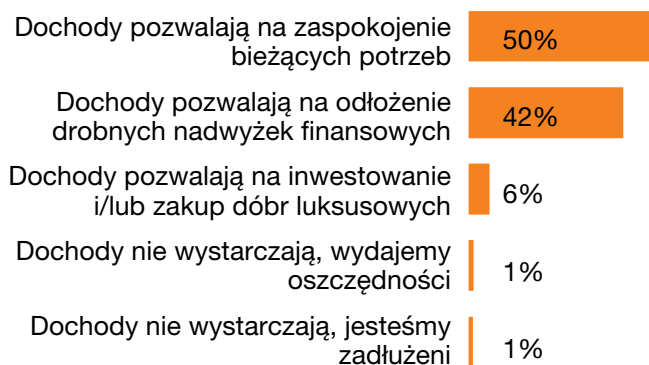 Dochody pozwalają na zaspokojenie
bieżących potrzeb
50%
Dochody pozwalają na odłożenie
drobnych nadwyżek finansowych
42%
Dochody pozwalają na inwestowanie
i/lub zakup dóbr luksusowych
6%
Dochody nie wystarczają, wydajemy
oszczędności
1%
Dochody nie wystarczają, jesteśmy
zadłużeni
1%